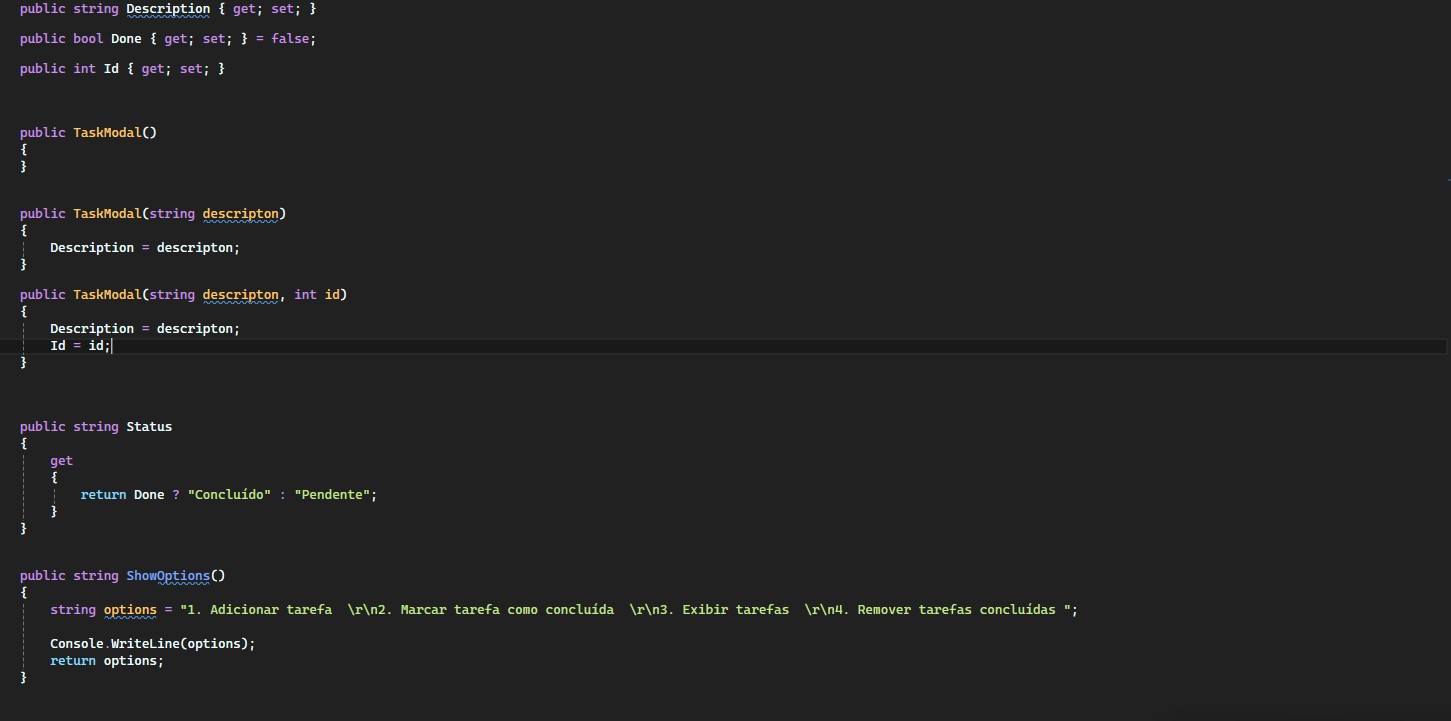 public string Description { get; set; }
public bool Done { get; set; } = false;
public int Id { get; set; }
public TaskModal()
{
}
public TaskModal(string descripton)
{
    Description = descripton;
}
public TaskModal(string descripton, int id)
{
    Description = descripton;
    Id = id;
}
public string Status
{
    get
    {
        return Done ? "Concluído" : "Pendente";
    }
}
public string ShowOptions()
{
    string options = "1. Adicionar tarefa  \r\n2. Marcar tarefa como concluída  \r\n3. Exibir tarefas  \r\n4. Remover tarefas concluídas ";
    Console.WriteLine(options);
    return options;
}